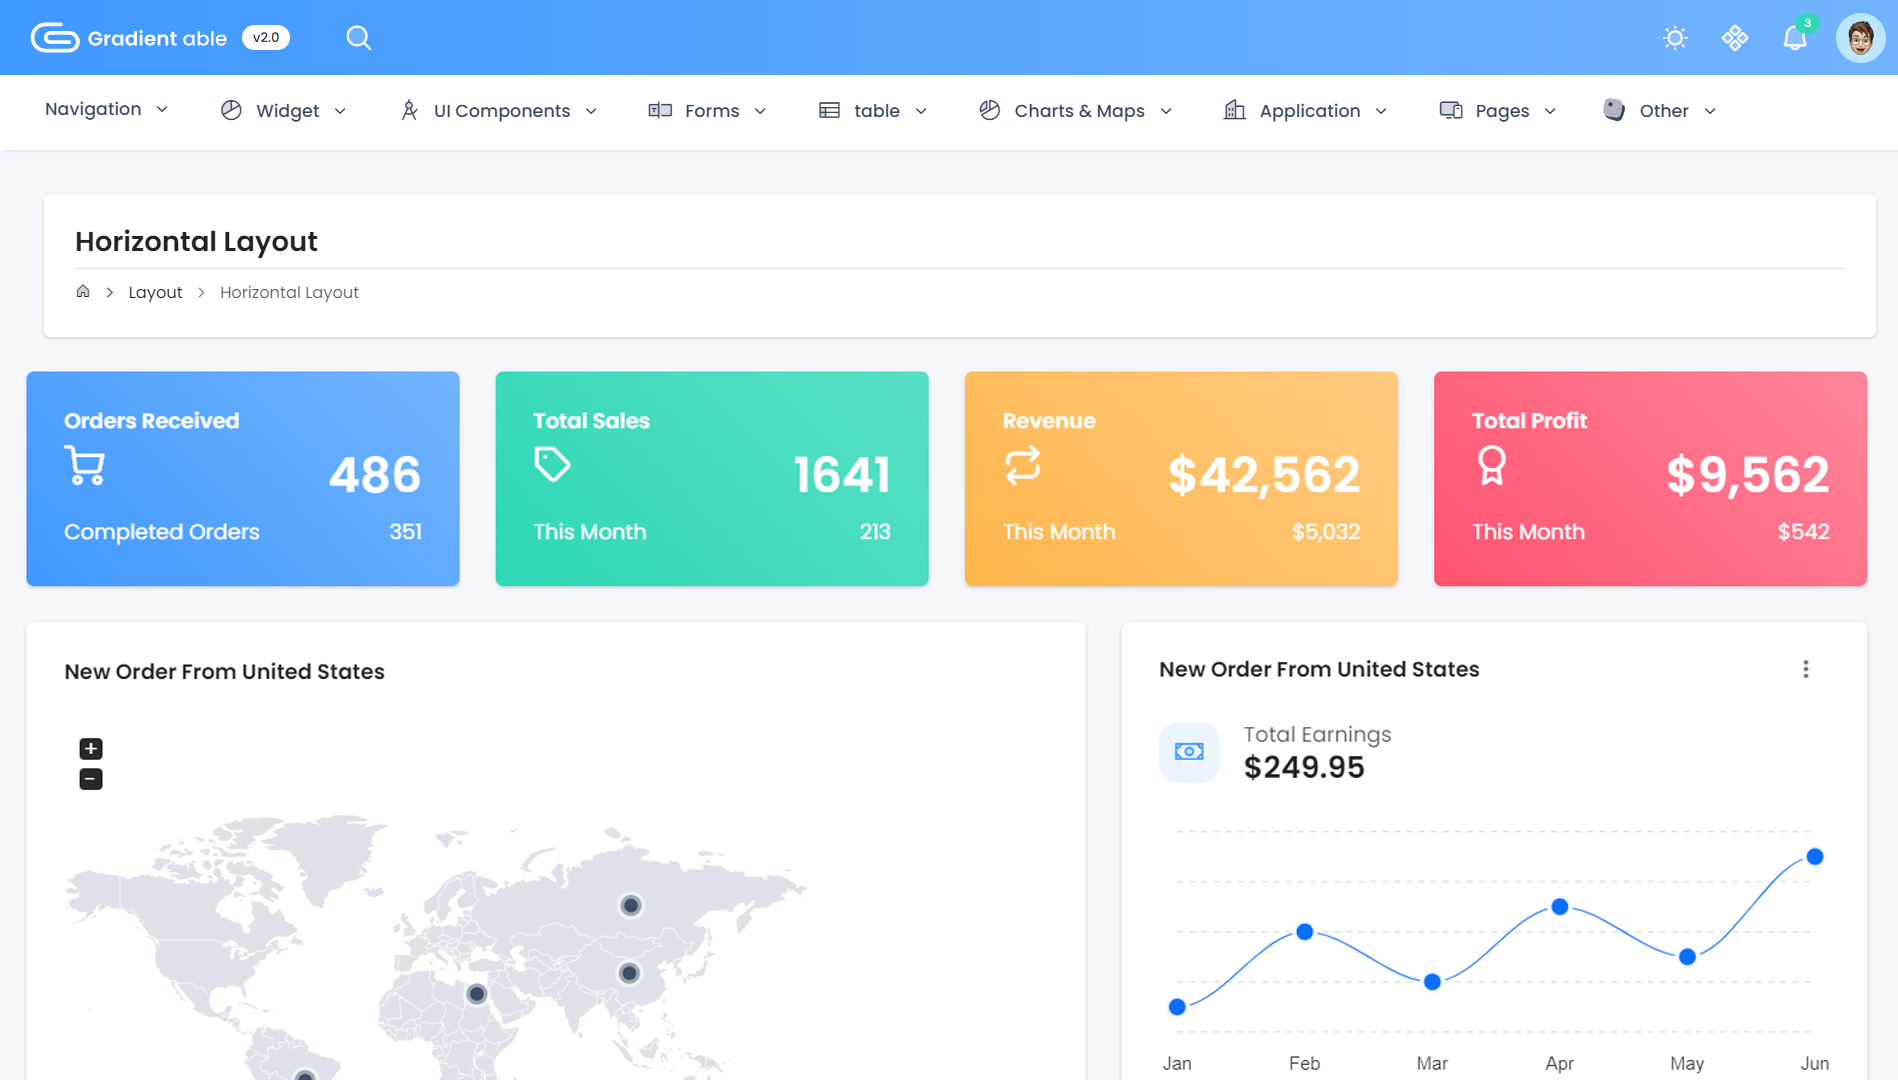 Gradient able v2.0
3
Navigation Widget UI Components Forms table Charts & Maps Application Pages Other
Horizontal Layout
Layout Horizontal Layout
Orders Received
486
Completed Orders 351
Total Sales
1641
This Month 213
Revenue
$42,562
This Month $5,032
Total Profit
$9,562
This Month $542
New Order From United States
+
−
New Order From United States
Total Earnings
$249.95
Jan Feb Mar Apr May Jun